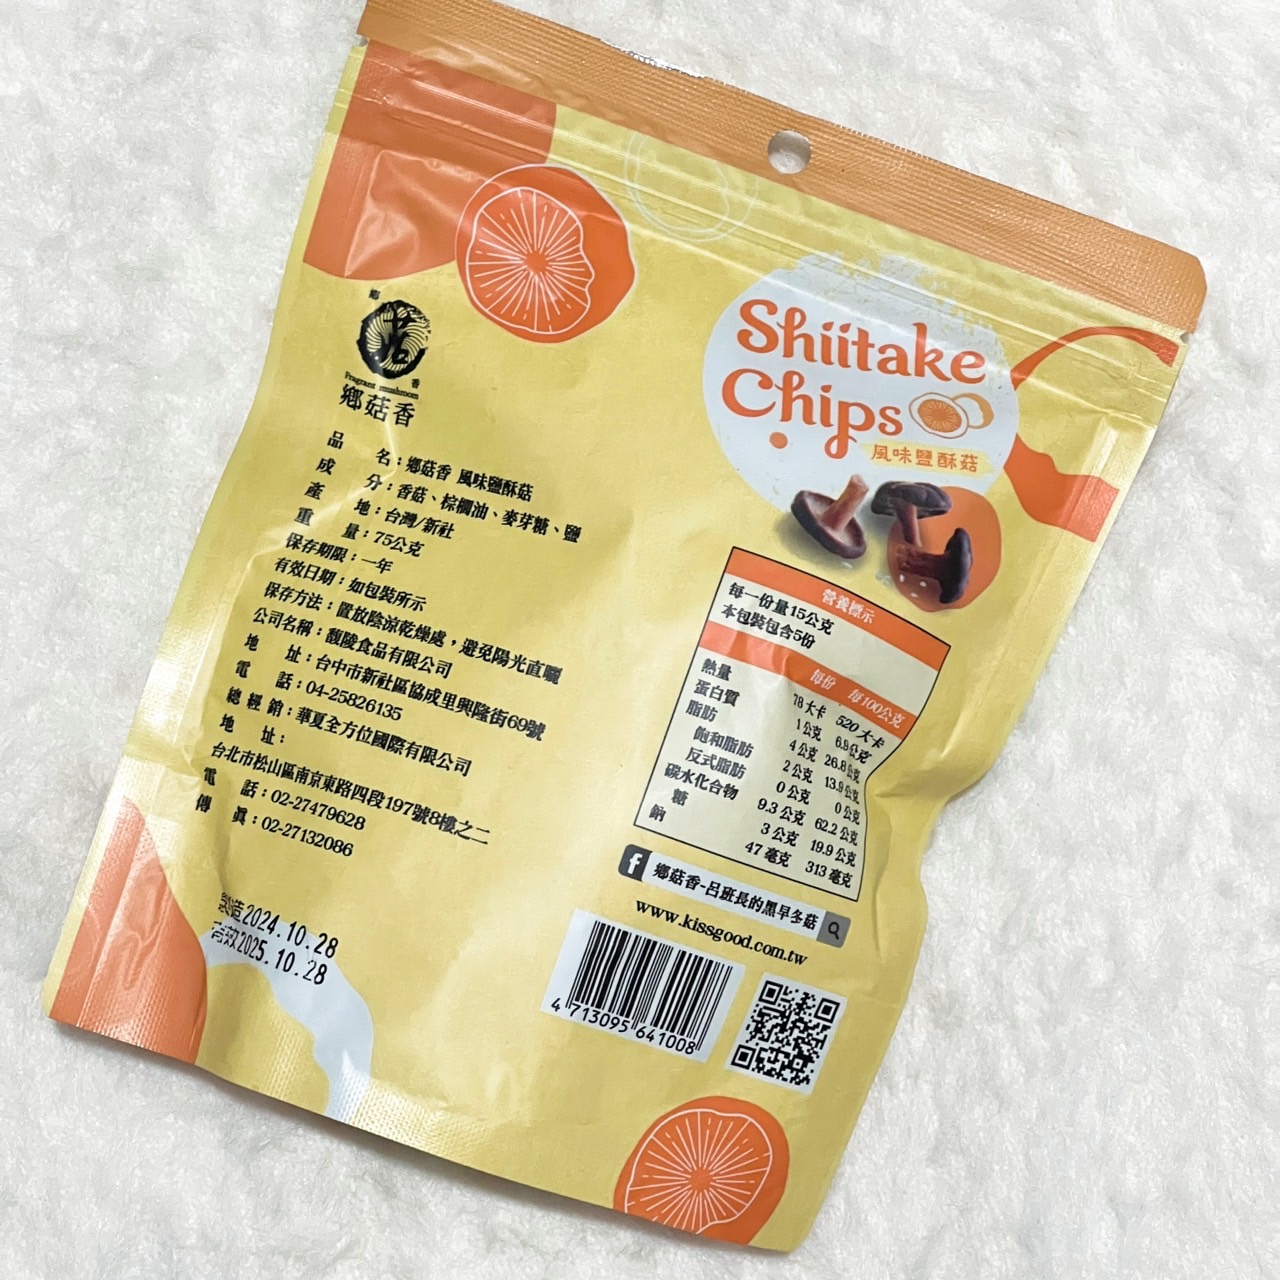 鄉
菇
香
Fragrant mushroom
鄉菇香
品名：鄉菇香 風味鹽酥菇
成分：香菇、棕櫚油、麥芽糖、鹽
產地：台灣/新社
重量：75公克
保存期限：一年
有效日期：如包裝所示
保存方法：置放陰涼乾燥處，避免陽光直曬
公司名稱：馥陵食品有限公司
地址：台中市新社區協成里興隆街69號
電話：04-25826135
總經銷：華夏全方位國際有限公司
地址：
台北市松山區南京東路四段197號8樓之二
電話：02-27479628
傳真：02-27132086
製造2024.10.28
有效2025.10.28
Shiitake
Chips
風味鹽酥菇
營養標示
每一份量15公克
本包裝包含5份
每份 每100公克
熱量 78大卡 520大卡
蛋白質 1公克 6.9公克
脂肪 4公克 26.8公克
飽和脂肪 2公克 13.9公克
反式脂肪 0公克 0公克
碳水化合物 9.3公克 62.2公克
糖 3公克 19.9公克
鈉 47毫克 313毫克
f 鄉菇香-呂班長的黑早冬菇
www.kissgood.com.tw
4 713095 641008